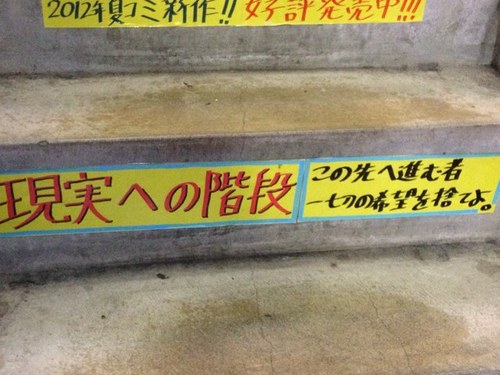 2012年夏コミ新作!! 好評発売中!!!
現実への階段
この先へ進む者
一切の希望を捨てよ。